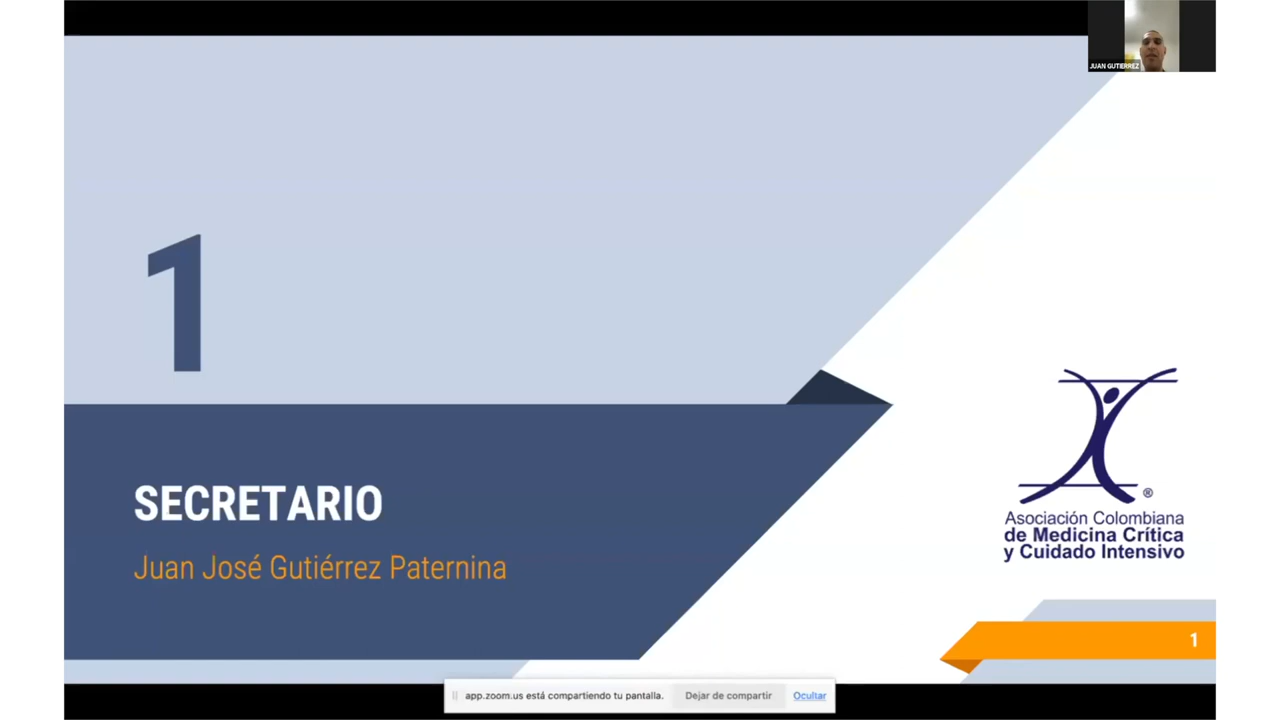 JUAN GUTIERREZ
1
SECRETARIO
Juan José Gutiérrez Paternina
®
Asociación Colombiana
de Medicina Crítica
y Cuidado Intensivo
1
app.zoom.us está compartiendo tu pantalla.
Dejar de compartir
Ocultar